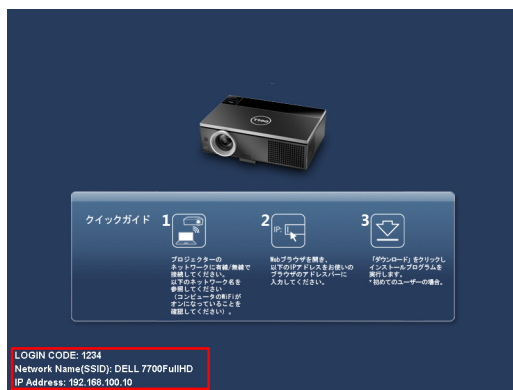 DELL
クイックガイド
1
プロジェクターの
ネットワークに有線/無線で
接続してください。
以下のネットワーク名を
参照してください
（コンピュータのWiFiが
オンになっていることを
確認してください）。
2
IP:
Webブラウザを開き、
以下のIPアドレスをお使いの
ブラウザのアドレスバーに
入力してください。
3
「ダウンロード」をクリックし
インストールプログラムを
実行します。
*初めてのユーザーの場合。
LOGIN CODE: 1234
Network Name(SSID): DELL 7700FullHD
IP Address: 192.168.100.10